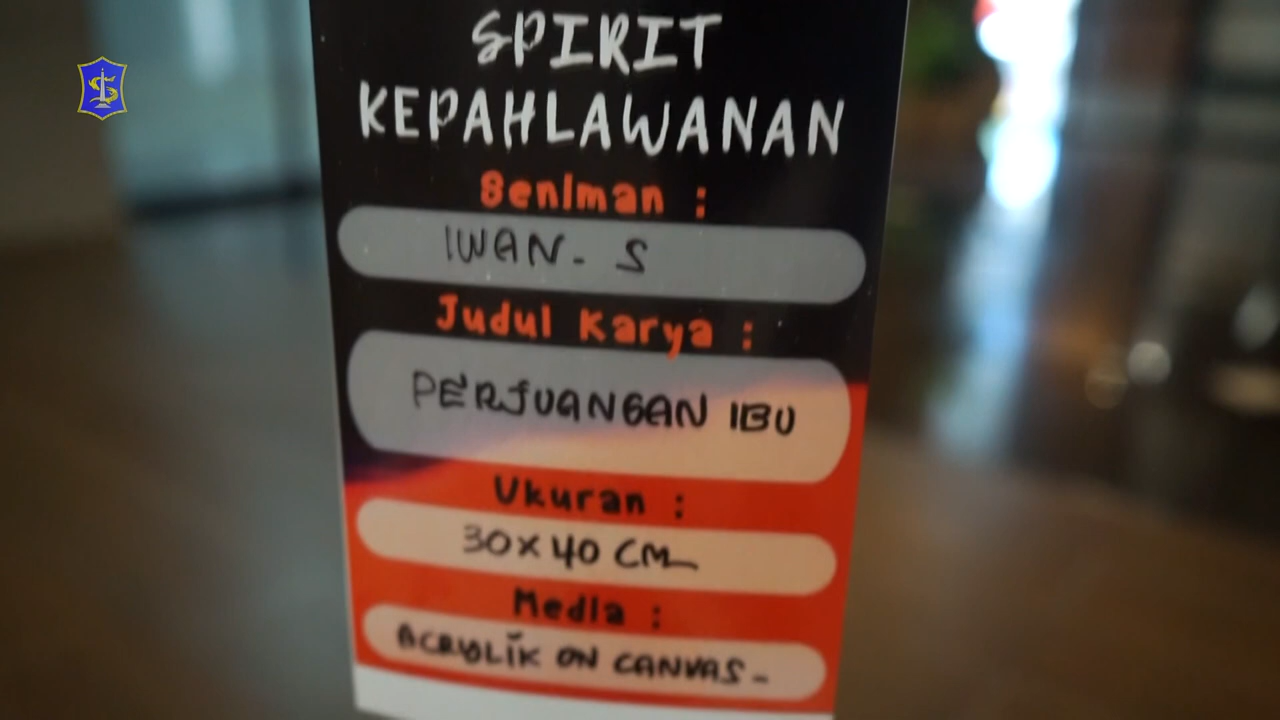 SPIRIT
KEPAHLAWANAN
Seniman :
IWAN. S
Judul Karya :
PERJUANGAN IBU
Ukuran :
30x40 CM
Media :
ACRYLIK ON CANVAS-